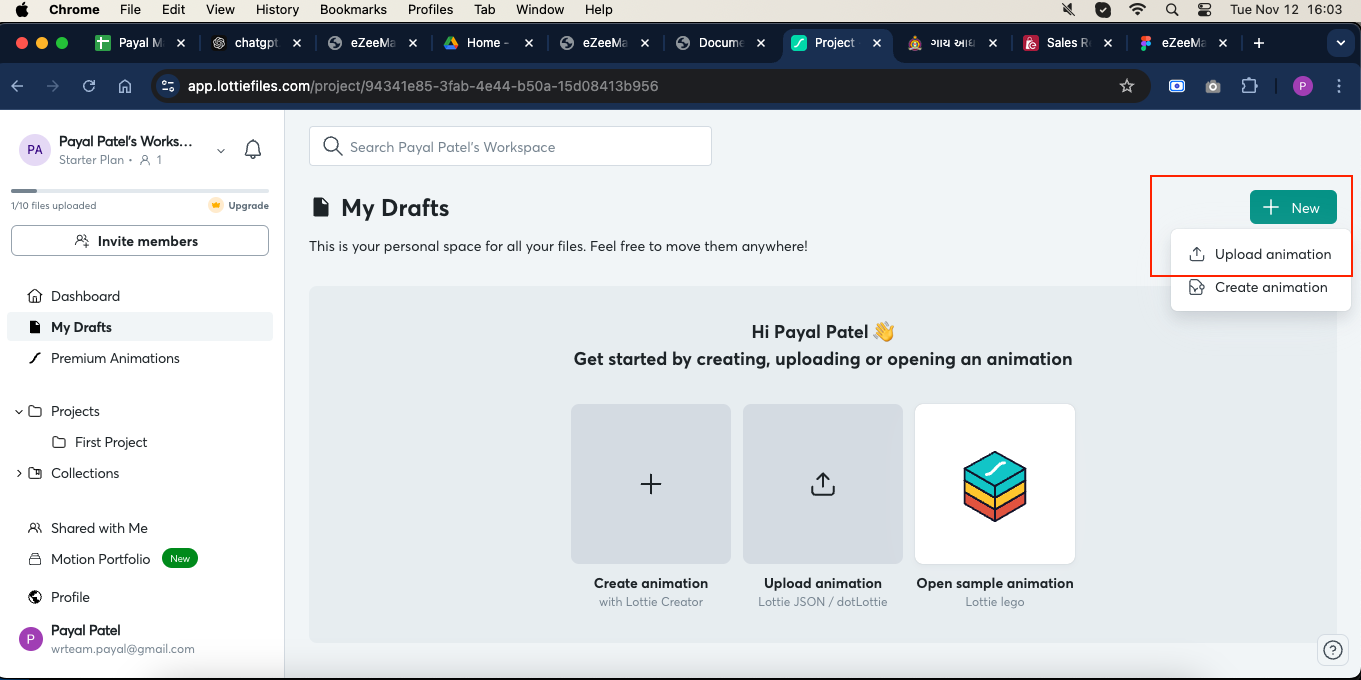 Chrome File Edit View History Bookmarks Profiles Tab Window Help Tue Nov 12 16:03
Payal M chatgpt eZeeMa Home - eZeeMa Docume Project ગાય આધ Sales R eZeeMa
app.lottiefiles.com/project/94341e85-3fab-4e44-b50a-15d08413b956 P
PA Payal Patel's Works...
Starter Plan • 1
1/10 files uploaded Upgrade
Invite members
Dashboard
My Drafts
Premium Animations
Projects
First Project
Collections
Shared with Me
Motion Portfolio New
Profile
P Payal Patel
wrteam.payal@gmail.com
Search Payal Patel's Workspace
My Drafts
New
Upload animation
Create animation
This is your personal space for all your files. Feel free to move them anywhere!
Hi Payal Patel 👋
Get started by creating, uploading or opening an animation
Create animation Upload animation Open sample animation
with Lottie Creator Lottie JSON / dotLottie Lottie lego